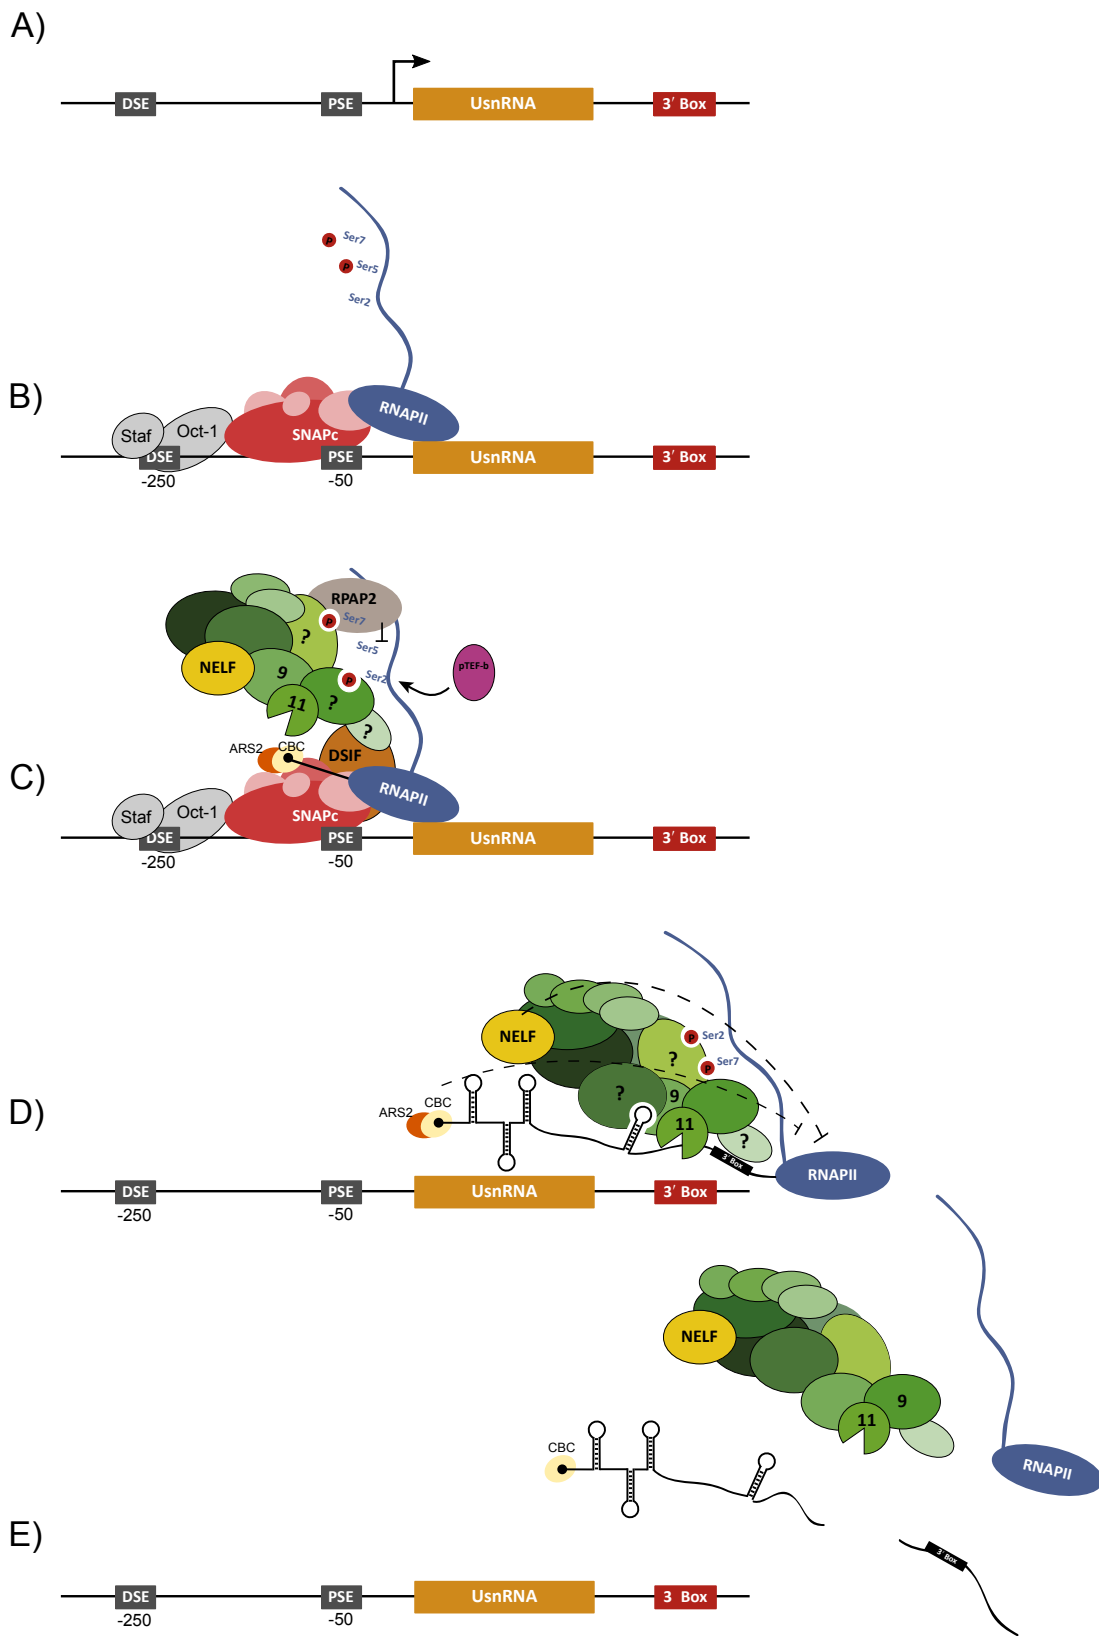 A)
DSE PSE UsnRNA 3′ Box
P Ser7
P Ser5
Ser2
B)
Staf Oct-1 SNAPc RNAPII
DSE PSE UsnRNA 3′ Box
-250 -50
RPAP2
P Ser7
?
Ser5
pTEF-b
NELF 9 P Ser2
11 ? ?
ARS2 CBC DSIF
C)
Staf Oct-1 SNAPc RNAPII
DSE PSE UsnRNA 3′ Box
-250 -50
NELF P Ser2
? P Ser7
? 9
D)
ARS2 CBC 11 ?
3′ Box RNAPII
DSE PSE UsnRNA 3′ Box
-250 -50
NELF
9
11
CBC RNAPII
E)
3′ Box
DSE PSE UsnRNA 3′ Box
-250 -50